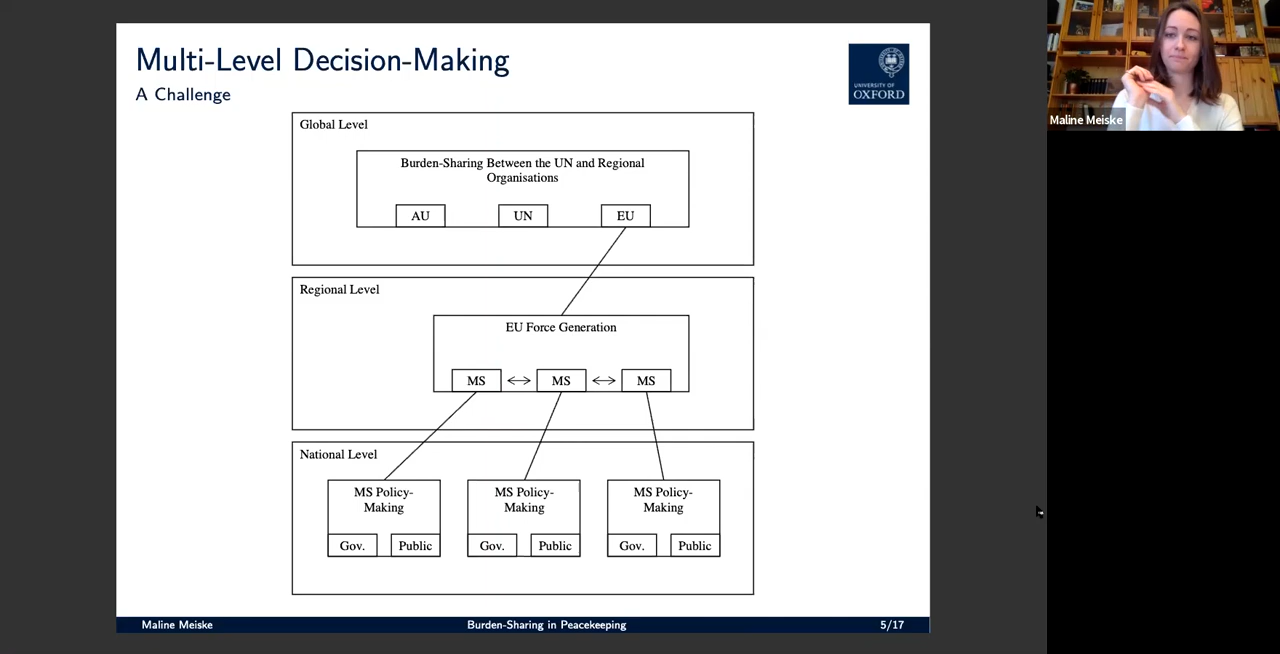 Multi-Level Decision-Making
A Challenge
UNIVERSITY OF
OXFORD
Maline Meiske
Global Level
Burden-Sharing Between the UN and Regional
Organisations
AU
UN
EU
Regional Level
EU Force Generation
MS
MS
MS
National Level
MS Policy-
Making
MS Policy-
Making
MS Policy-
Making
Gov.
Public
Gov.
Public
Gov.
Public
Maline Meiske
Burden-Sharing in Peacekeeping
5/17